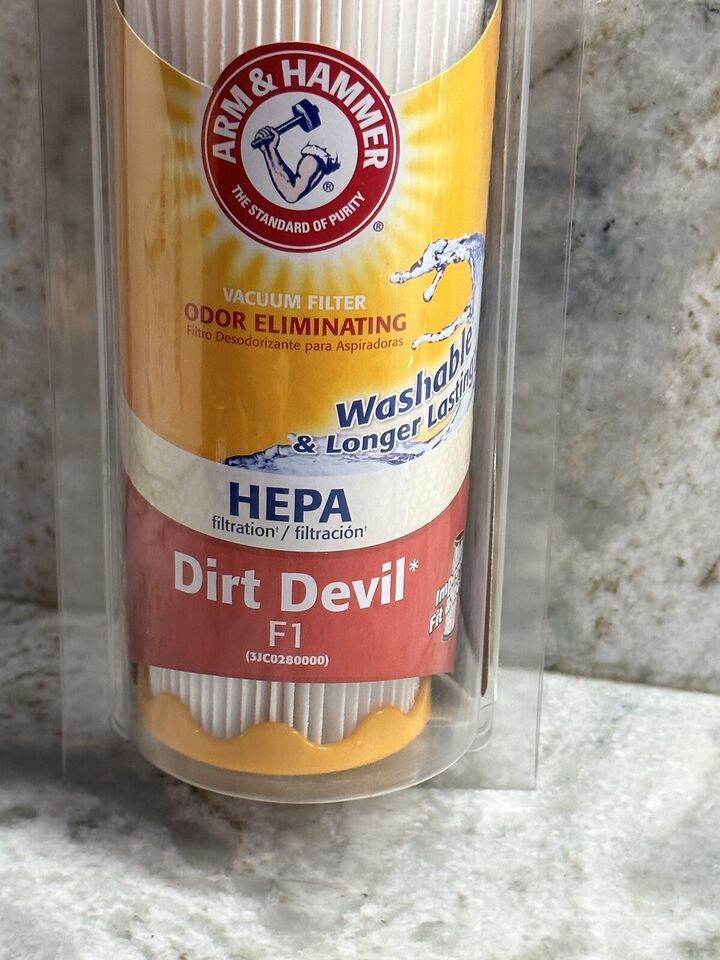 ARM & HAMMER
THE STANDARD OF PURITY
®
®
VACUUM FILTER
ODOR ELIMINATING
Filtro Desodorizante para Aspiradoras
Washable
& Longer Lasting
HEPA
filtration† / filtración†
Dirt Devil*
F1
(3JC0280000)
Fit